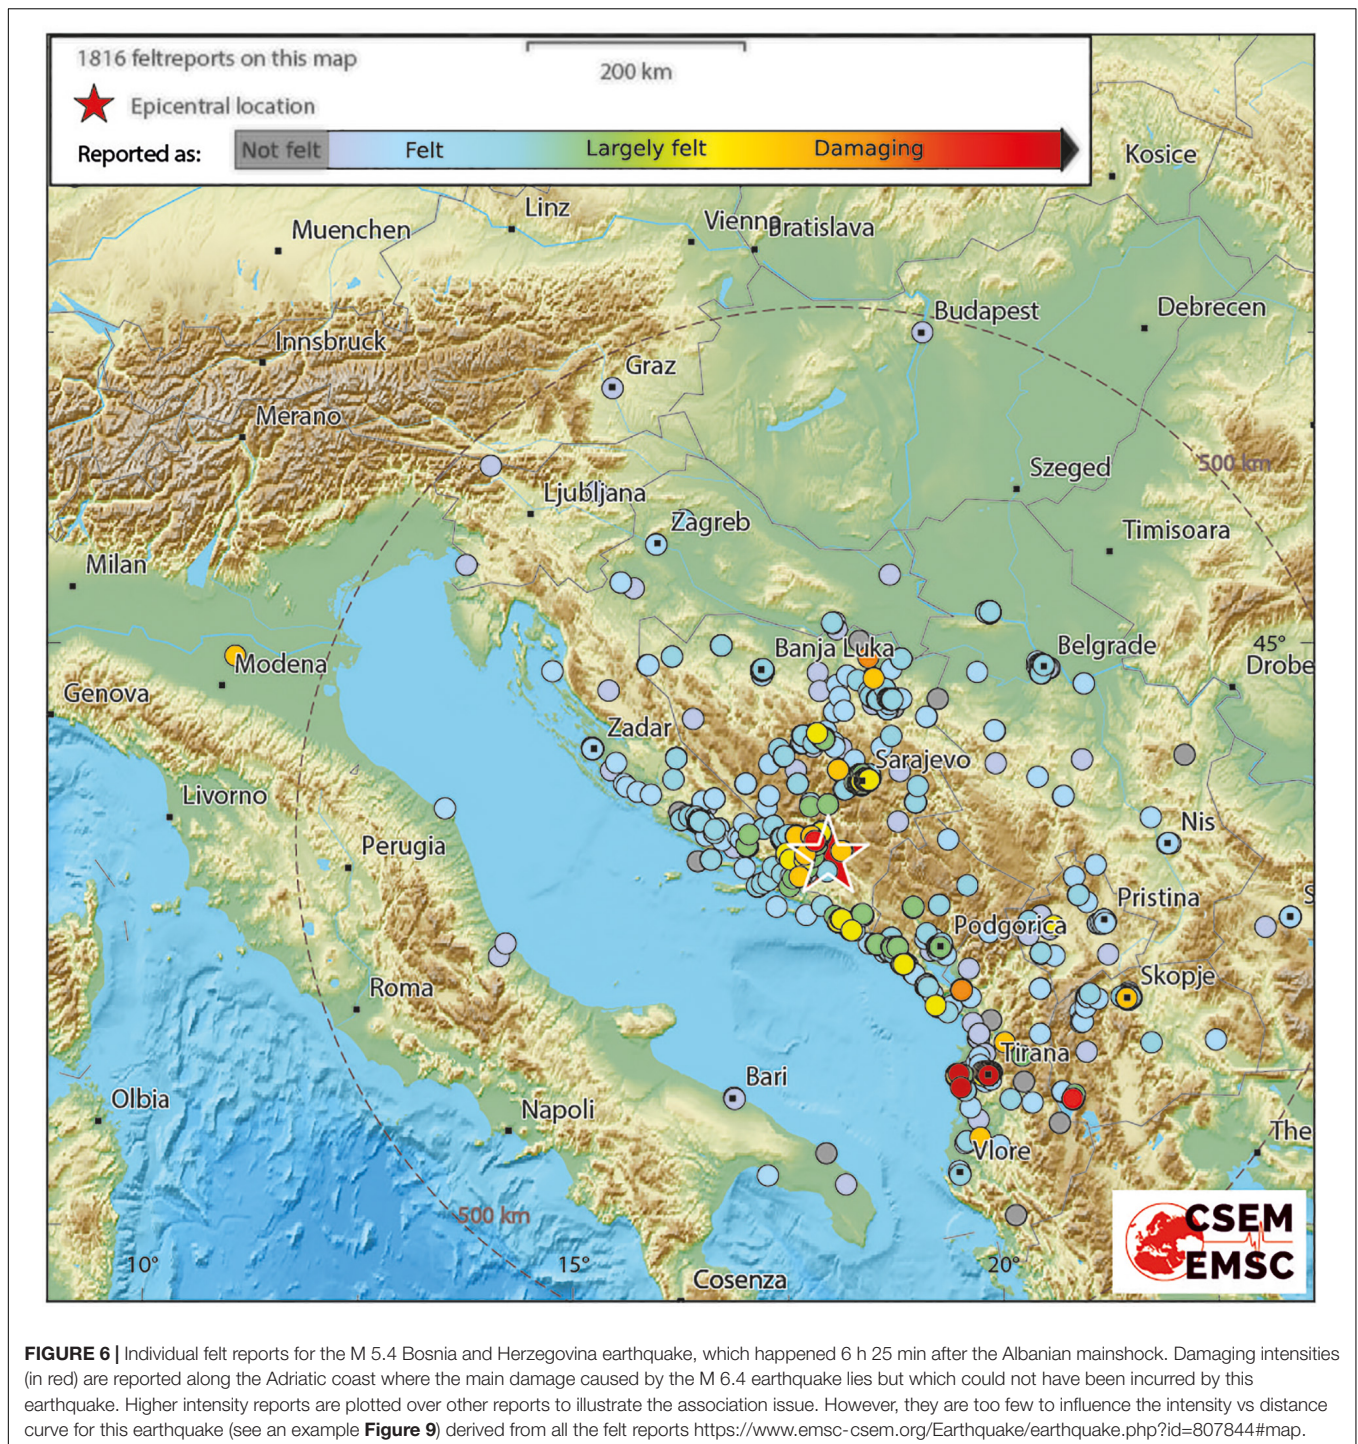 1816 feltreports on this map
200 km
Epicentral location
Reported as:
Not felt
Felt
Largely felt
Damaging
Kosice
Linz
Muenchen
Vienna
Bratislava
Budapest
Debrecen
Innsbruck
Graz
Merano
500 km
Szeged
Ljubljana
Zagreb
Timisoara
Milan
Banja Luka
Belgrade
45°
Modena
Drobe
Genova
Zadar
Sarajevo
Livorno
Nis
Perugia
Pristina
S
Podgorica
Roma
Skopje
Tirana
Bari
Olbia
Napoli
The
Vlore
500 km
CSEM
EMSC
10°
15°
20°
Cosenza
FIGURE 6 | Individual felt reports for the M 5.4 Bosnia and Herzegovina earthquake, which happened 6 h 25 min after the Albanian mainshock. Damaging intensities
(in red) are reported along the Adriatic coast where the main damage caused by the M 6.4 earthquake lies but which could not have been incurred by this
earthquake. Higher intensity reports are plotted over other reports to illustrate the association issue. However, they are too few to influence the intensity vs distance
curve for this earthquake (see an example Figure 9) derived from all the felt reports https://www.emsc-csem.org/Earthquake/earthquake.php?id=807844#map.